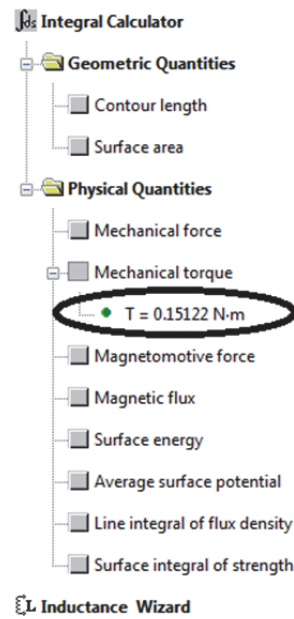 Integral Calculator
Geometric Quantities
Contour length
Surface area
Physical Quantities
Mechanical force
Mechanical torque
T = 0.15122 N·m
Magnetomotive force
Magnetic flux
Surface energy
Average surface potential
Line integral of flux density
Surface integral of strength
L Inductance Wizard